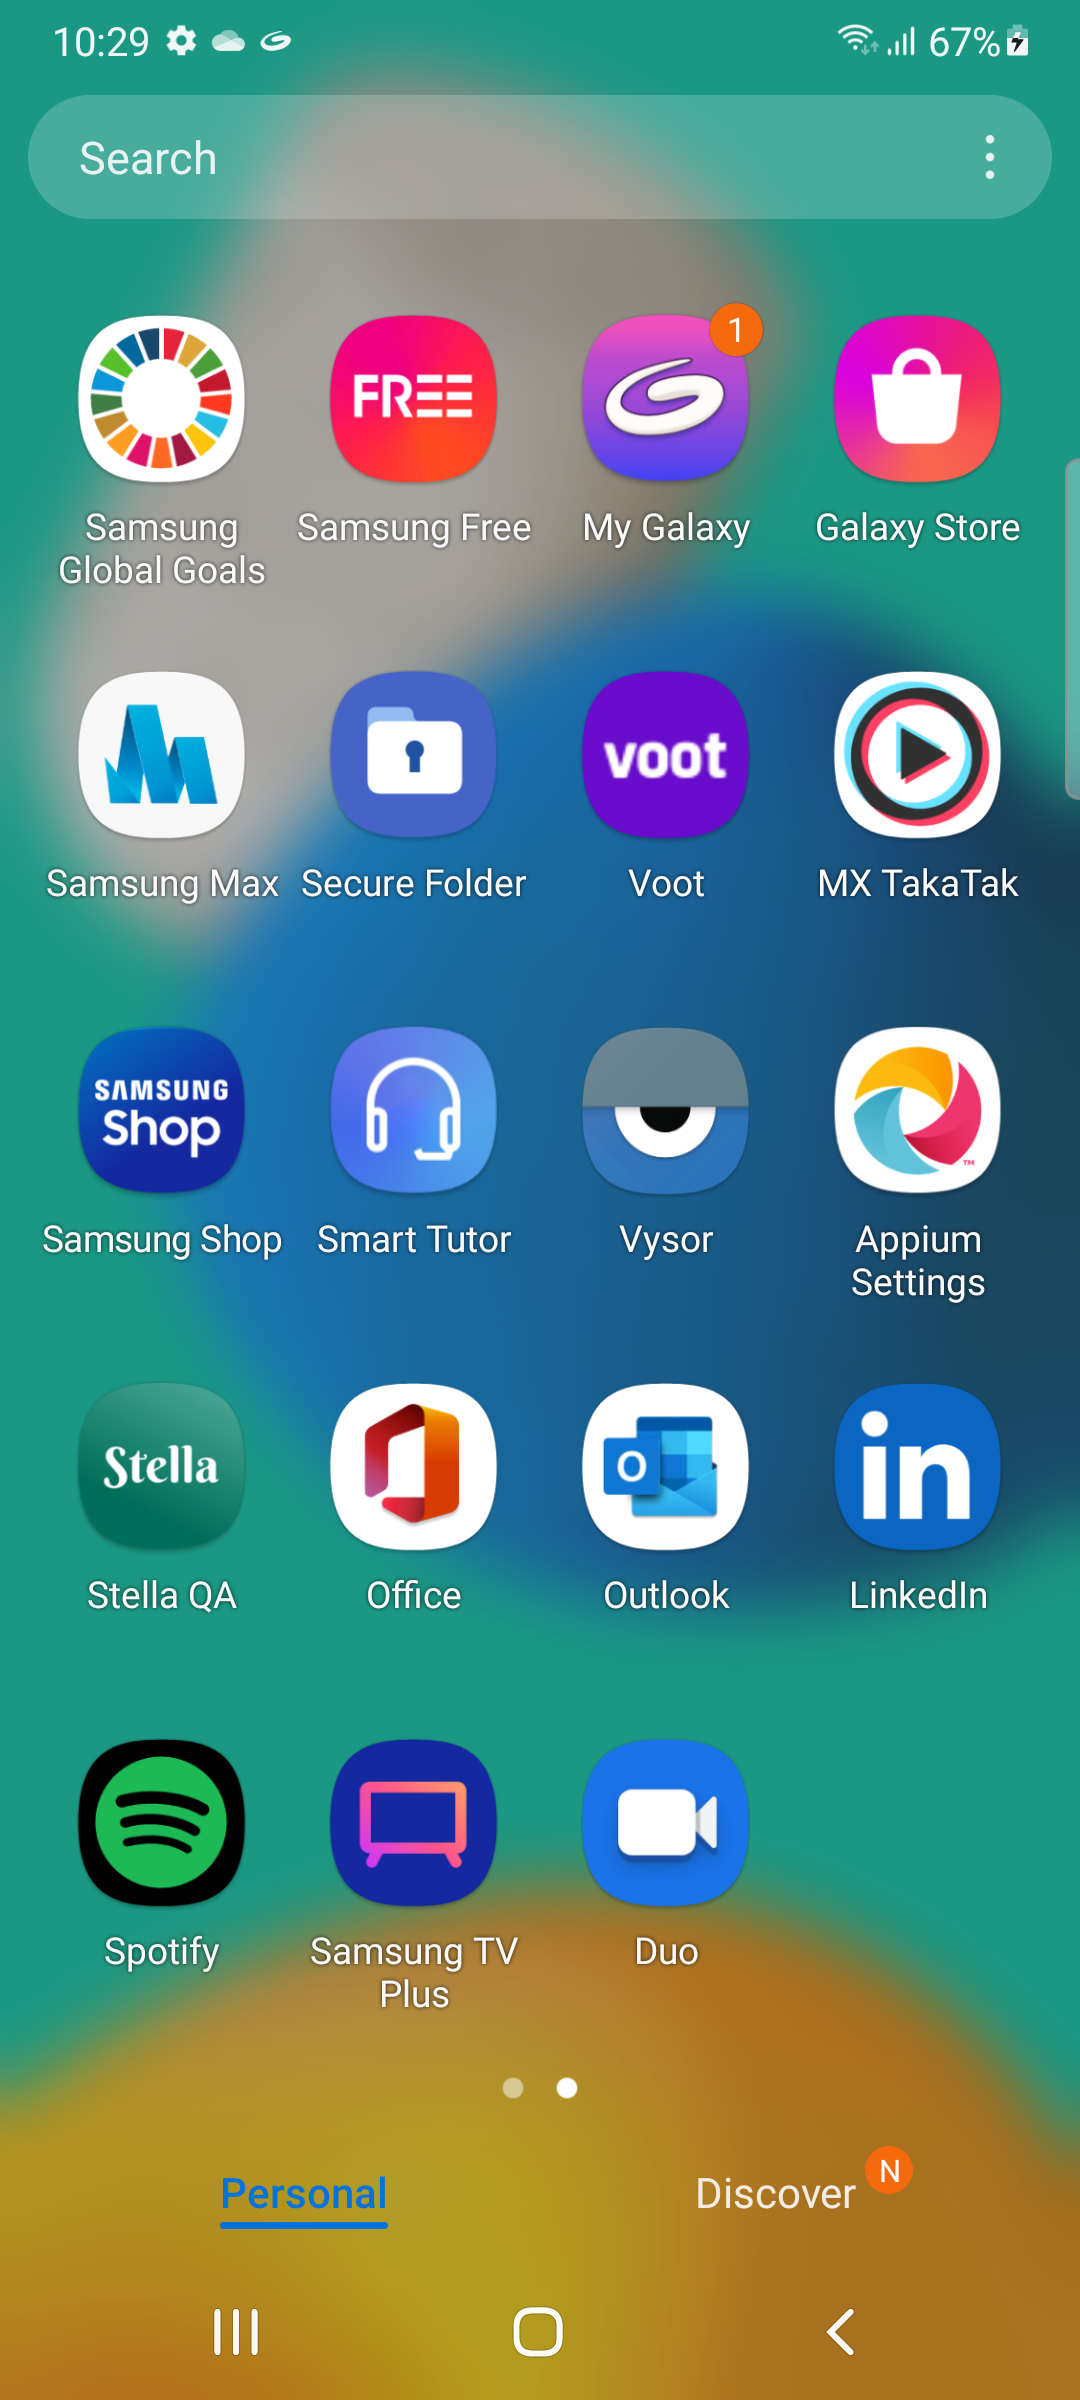 10:29 67%
Search
FREE 1
Samsung Samsung Free My Galaxy Galaxy Store
Global Goals
voot
Samsung Max Secure Folder Voot MX TakaTak
SAMSUNG
Shop
TM
Samsung Shop Smart Tutor Vysor Appium
Settings
Stella O in
Stella QA Office Outlook LinkedIn
Spotify Samsung TV Duo
Plus
Personal Discover N